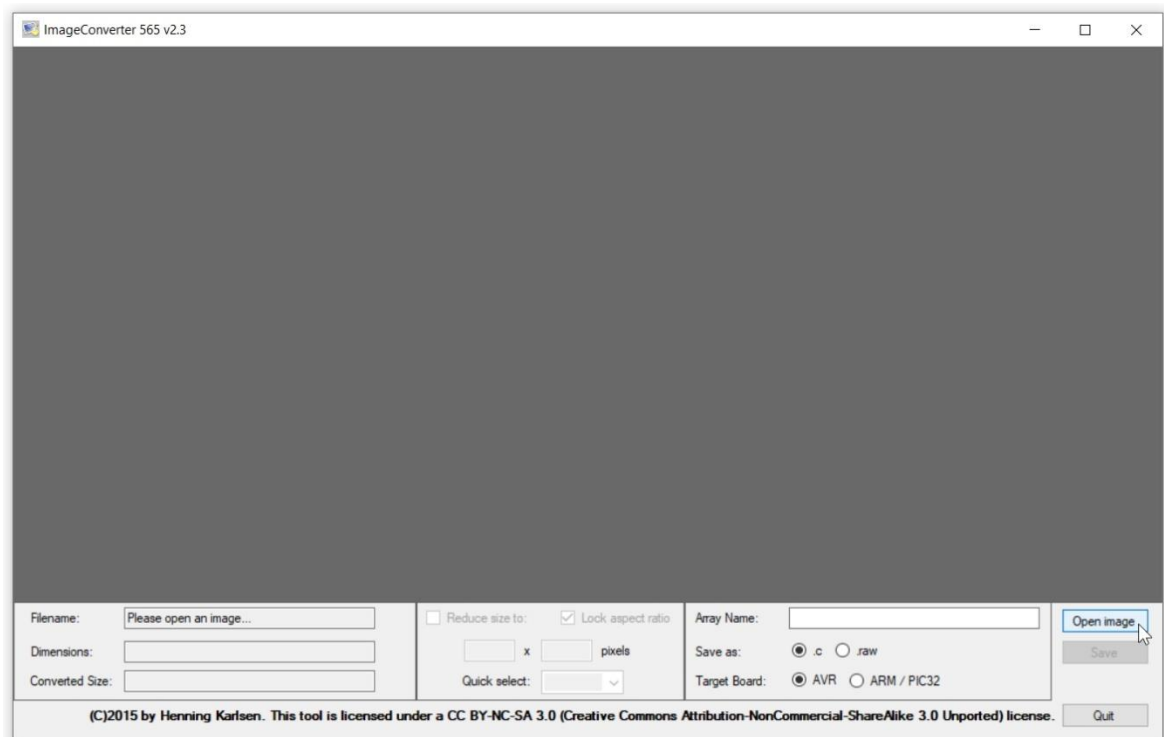 ImageConverter 565 v2.3
Filename: Please open an image...
Dimensions:
Converted Size:
Reduce size to: Lock aspect ratio
x pixels
Quick select:
Array Name:
Save as: .c .raw
Target Board: AVR ARM / PIC32
Open image
Save
Quit
(C)2015 by Henning Karlsen. This tool is licensed under a CC BY-NC-SA 3.0 (Creative Commons Attribution-NonCommercial-ShareAlike 3.0 Unported) license.